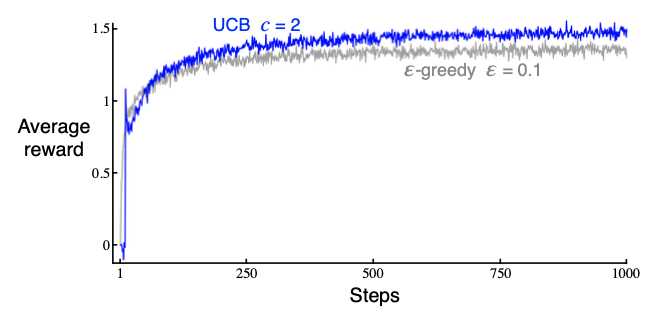 UCB c = 2
ε-greedy ε = 0.1
Average
reward
1.5
1
0.5
0
1
250
500
750
1000
Steps